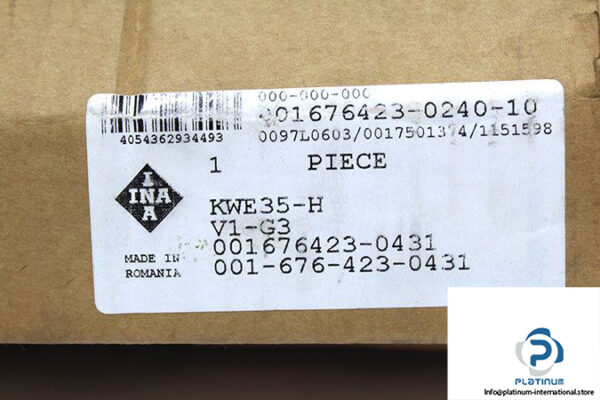 000-000-000
001676423-0240-10
4054362934493
0097L0603/0017501374/1151598
1 PIECE
INA
KWE35-H
V1-G3
001676423-0431
MADE IN
ROMANIA
001-676-423-0431
PLATINUM
Info@platinum-international.store